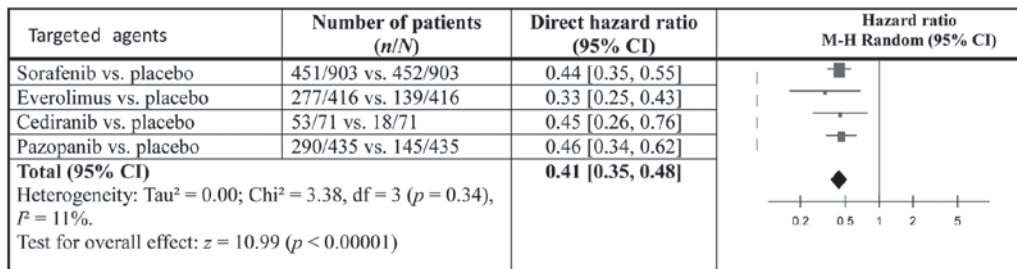 Targeted agents Number of patients (n/N) Direct hazard ratio (95% CI) Hazard ratio M-H Random (95% CI)
Sorafenib vs. placebo 451/903 vs. 452/903 0.44 [0.35, 0.55]
Everolimus vs. placebo 277/416 vs. 139/416 0.33 [0.25, 0.43]
Cediranib vs. placebo 53/71 vs. 18/71 0.45 [0.26, 0.76]
Pazopanib vs. placebo 290/435 vs. 145/435 0.46 [0.34, 0.62]
Total (95% CI) 0.41 [0.35, 0.48]
Heterogeneity: Tau² = 0.00; Chi² = 3.38, df = 3 (p = 0.34),
I² = 11%.
Test for overall effect: z = 10.99 (p < 0.00001)
0.2 0.5 1 2 5